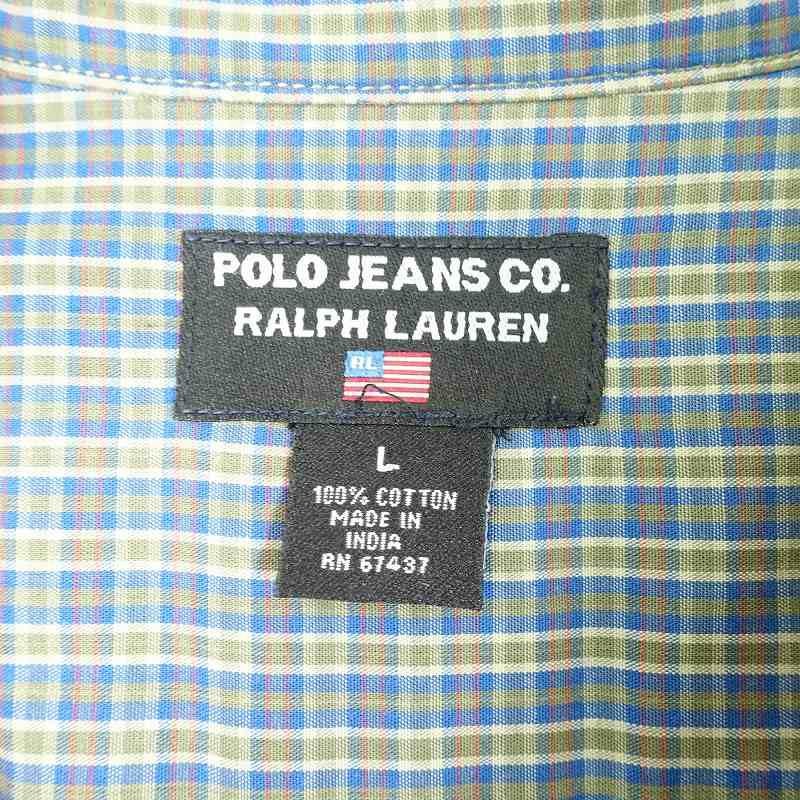 POLO JEANS CO.
RALPH LAUREN
RL
L
100% COTTON
MADE IN
INDIA
RN 67437